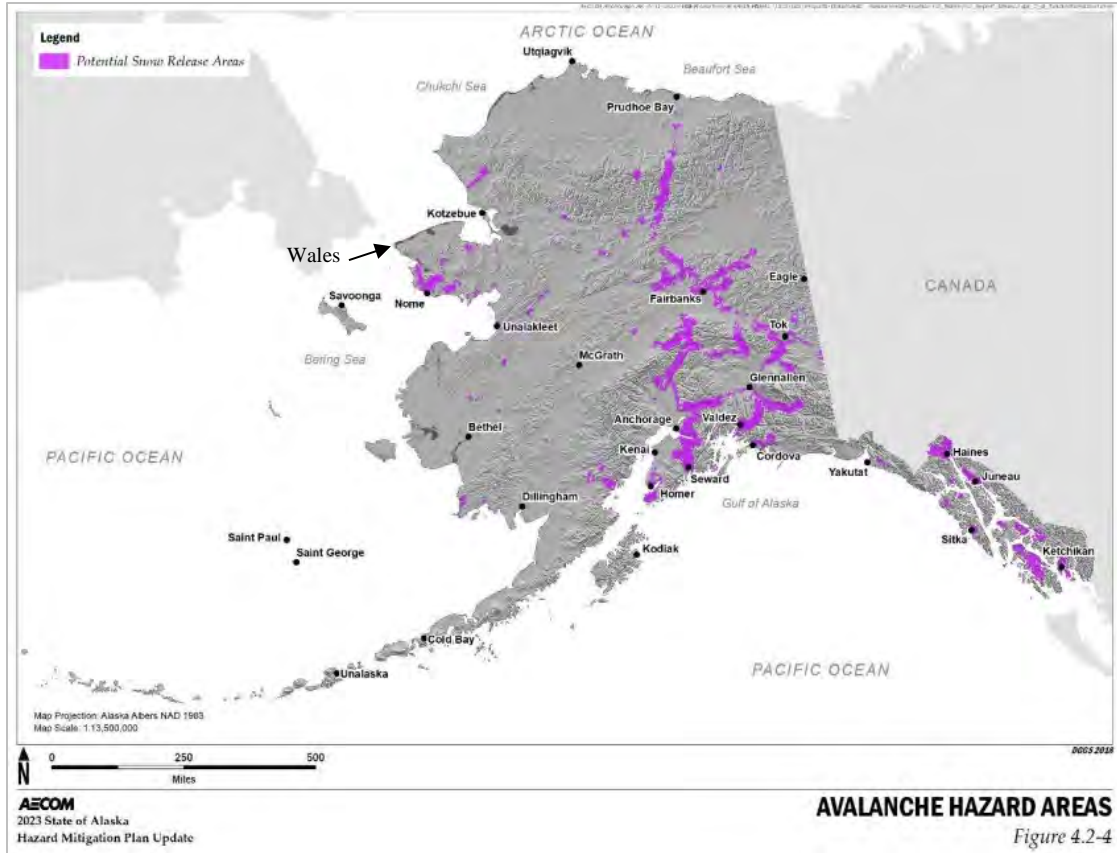 Legend
Potential Snow Release Areas
ARCTIC OCEAN
Utqiagvik
Beaufort Sea
Chukchi Sea
Prudhoe Bay
Kotzebue
Wales
Eagle
CANADA
Fairbanks
Savoonga
Nome
Unalakleet
Tok
Bering Sea
McGrath
Glennallen
Anchorage
Valdez
Bethel
PACIFIC OCEAN
Kenai
Cordova
Haines
Yakutat
Juneau
Seward
Homer
Gulf of Alaska
Dillingham
Sitka
Saint Paul
Saint George
Kodiak
Ketchikan
Cold Bay
PACIFIC OCEAN
Unalaska
Map Projection: Alaska Albers NAD 1983
Map Scale: 1:13,500,000
DGGS 2018
N
0 250 500
Miles
AECOM
2023 State of Alaska
Hazard Mitigation Plan Update
AVALANCHE HAZARD AREAS
Figure 4.2-4